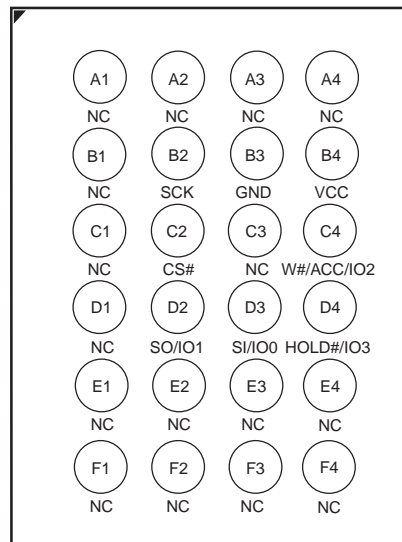 A1 A2 A3 A4
NC NC NC NC
B1 B2 B3 B4
NC SCK GND VCC
C1 C2 C3 C4
NC CS# NC W#/ACC/IO2
D1 D2 D3 D4
NC SO/IO1 SI/IO0 HOLD#/IO3
E1 E2 E3 E4
NC NC NC NC
F1 F2 F3 F4
NC NC NC NC